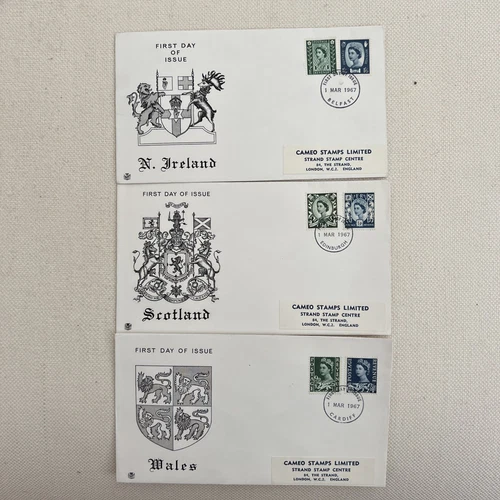 FIRST DAY
OF
ISSUE
N. Ireland
1 MAR 1967
BELFAST
CAMEO STAMPS LIMITED
STRAND STAMP CENTRE
84, THE STRAND,
LONDON, W.C.2. ENGLAND
FIRST DAY OF ISSUE
Scotland
1 MAR 1967
EDINBURGH
CAMEO STAMPS LIMITED
STRAND STAMP CENTRE
84, THE STRAND,
LONDON, W.C.2. ENGLAND
FIRST DAY OF ISSUE
Wales
1 MAR 1967
CARDIFF
CAMEO STAMPS LIMITED
STRAND STAMP CENTRE
84, THE STRAND,
LONDON, W.C.2. ENGLAND